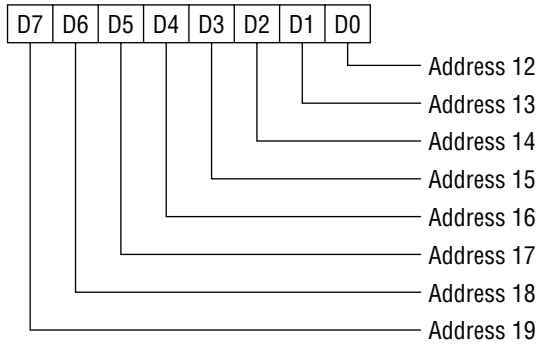 D7 D6 D5 D4 D3 D2 D1 D0
Address 12
Address 13
Address 14
Address 15
Address 16
Address 17
Address 18
Address 19